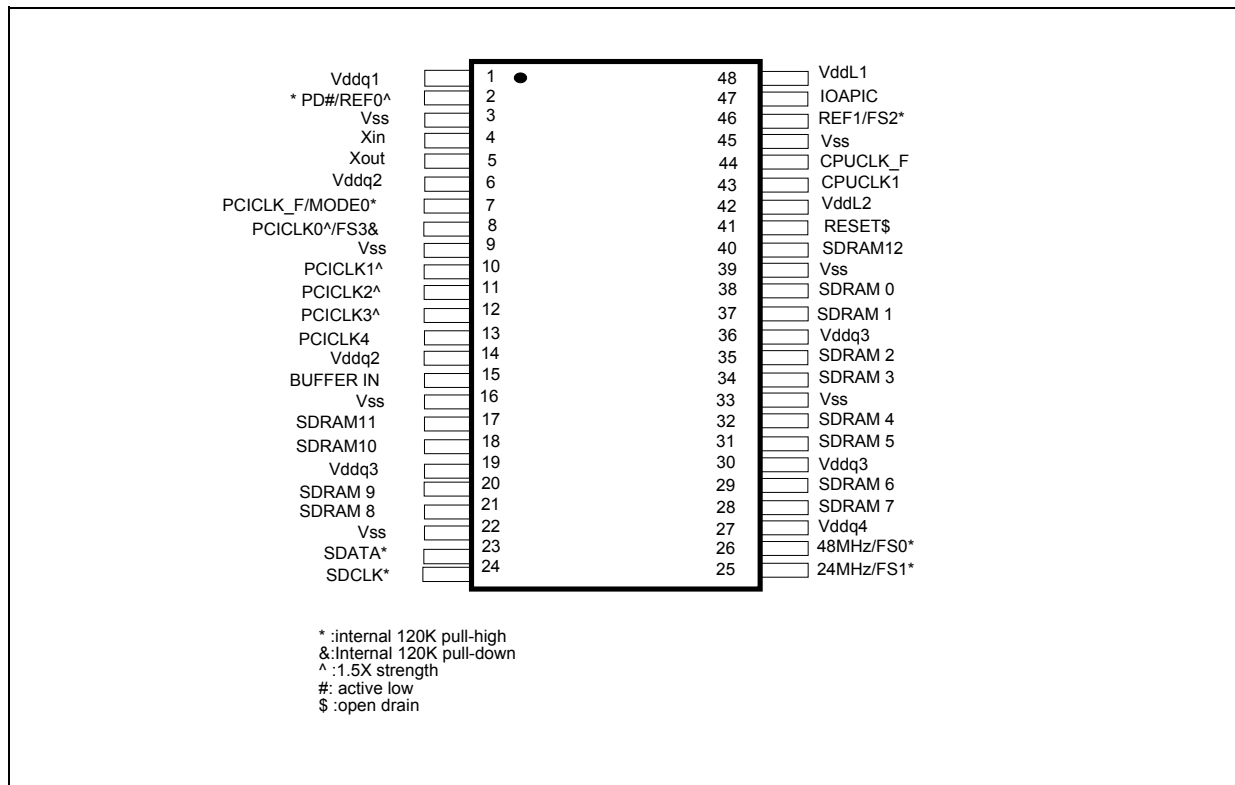 Vddq1 1 48 VddL1
* PD#/REF0^ 2 47 IOAPIC
Vss 3 46 REF1/FS2*
Xin 4 45 Vss
Xout 5 44 CPUCLK_F
Vddq2 6 43 CPUCLK1
PCICLK_F/MODE0* 7 42 VddL2
PCICLK0^/FS3& 8 41 RESET$
Vss 9 40 SDRAM12
PCICLK1^ 10 39 Vss
PCICLK2^ 11 38 SDRAM 0
PCICLK3^ 12 37 SDRAM 1
PCICLK4 13 36 Vddq3
Vddq2 14 35 SDRAM 2
BUFFER IN 15 34 SDRAM 3
Vss 16 33 Vss
SDRAM11 17 32 SDRAM 4
SDRAM10 18 31 SDRAM 5
Vddq3 19 30 Vddq3
SDRAM 9 20 29 SDRAM 6
SDRAM 8 21 28 SDRAM 7
Vss 22 27 Vddq4
SDATA* 23 26 48MHz/FS0*
SDCLK* 24 25 24MHz/FS1*
* :internal 120K pull-high
&:Internal 120K pull-down
^ :1.5X strength
#: active low
$ :open drain